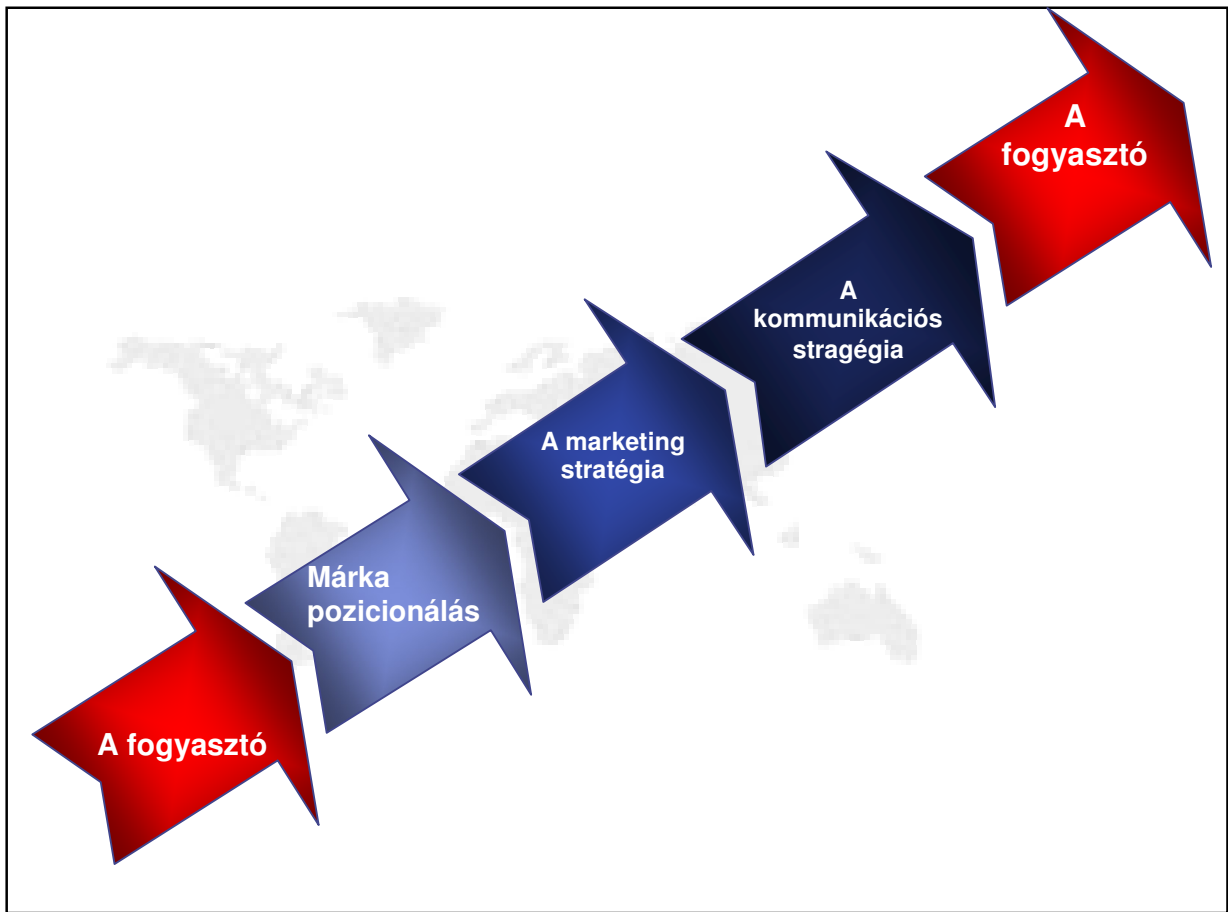 A
fogyasztó
A
kommunikációs
stragégia
A marketing
stratégia
Márka
pozicionálás
A fogyasztó